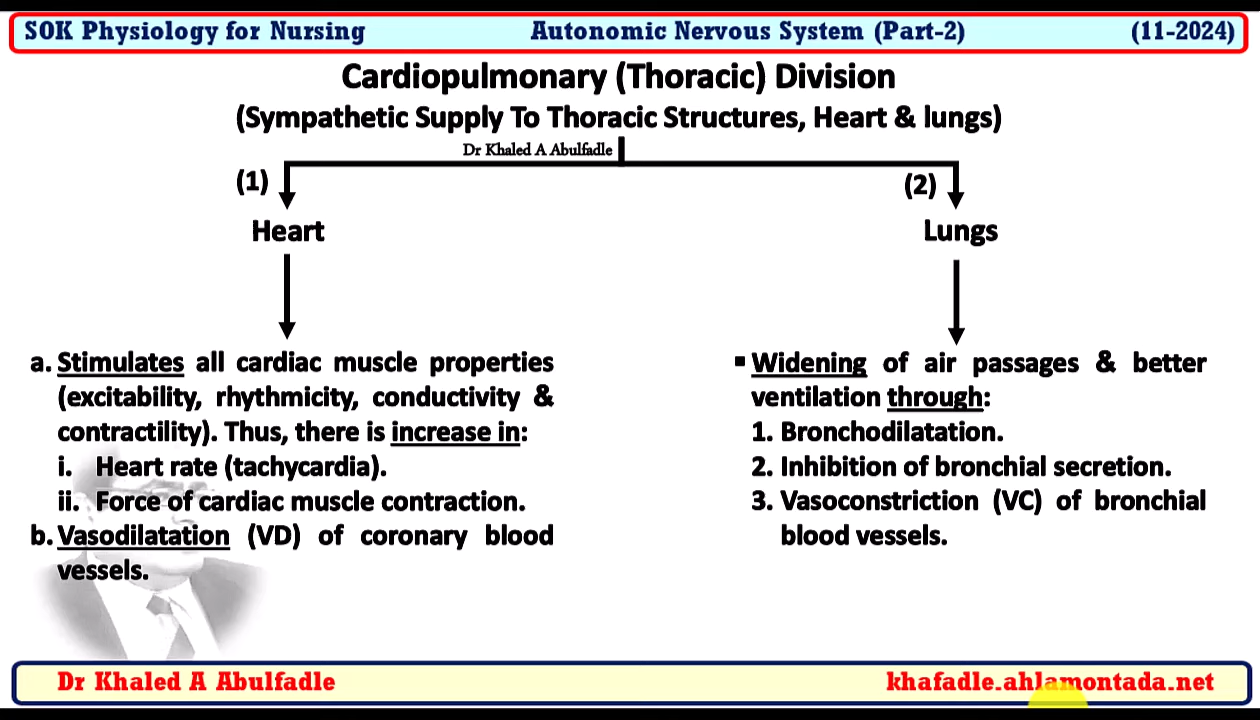 SOK Physiology for Nursing Autonomic Nervous System (Part-2) (11-2024)
Cardiopulmonary (Thoracic) Division
(Sympathetic Supply To Thoracic Structures, Heart & lungs)
Dr Khaled A Abulfadle
(1)
Heart
a. Stimulates all cardiac muscle properties
(excitability, rhythmicity, conductivity &
contractility). Thus, there is increase in:
i. Heart rate (tachycardia).
ii. Force of cardiac muscle contraction.
b. Vasodilatation (VD) of coronary blood
vessels.
(2)
Lungs
▪ Widening of air passages & better
ventilation through:
1. Bronchodilatation.
2. Inhibition of bronchial secretion.
3. Vasoconstriction (VC) of bronchial
blood vessels.
Dr Khaled A Abulfadle khafadle.ahlamontada.net